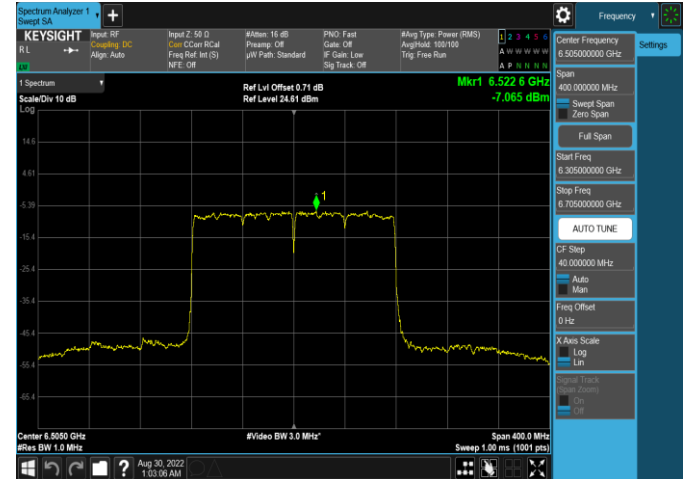 Spectrum Analyzer 1
Swept SA
+
Frequency
KEYSIGHT
RL
Input: RF
Coupling: DC
Align: Auto
Input Z: 50 Ω
Corr CCorr RCal
Freq Ref: Int (S)
NFE: Off
#Atten: 16 dB
Preamp: Off
µW Path: Standard
PNO: Fast
Gate: Off
IF Gain: Low
Sig Track: Off
#Avg Type: Power (RMS)
Avg|Hold: 100/100
Trig: Free Run
1 2 3 4 5 6
A W W W W W
A P N N N N
1 Spectrum
Scale/Div 10 dB
Log
Ref Lvl Offset 0.71 dB
Ref Level 24.61 dBm
Mkr1 6.522 6 GHz
-7.065 dBm
14.6
4.61
-5.39
-15.4
-25.4
-35.4
-45.4
-55.4
-65.4
1
Center 6.5050 GHz
#Res BW 1.0 MHz
#Video BW 3.0 MHz*
Span 400.0 MHz
Sweep 1.00 ms (1001 pts)
?
Aug 30, 2022
1:03:06 AM
Center Frequency
6.505000000 GHz
Settings
Span
400.000000 MHz
Swept Span
Zero Span
Full Span
Start Freq
6.305000000 GHz
Stop Freq
6.705000000 GHz
AUTO TUNE
CF Step
40.000000 MHz
Auto
Man
Freq Offset
0 Hz
X Axis Scale
Log
Lin
Signal Track
(Span Zoom)
On
Off